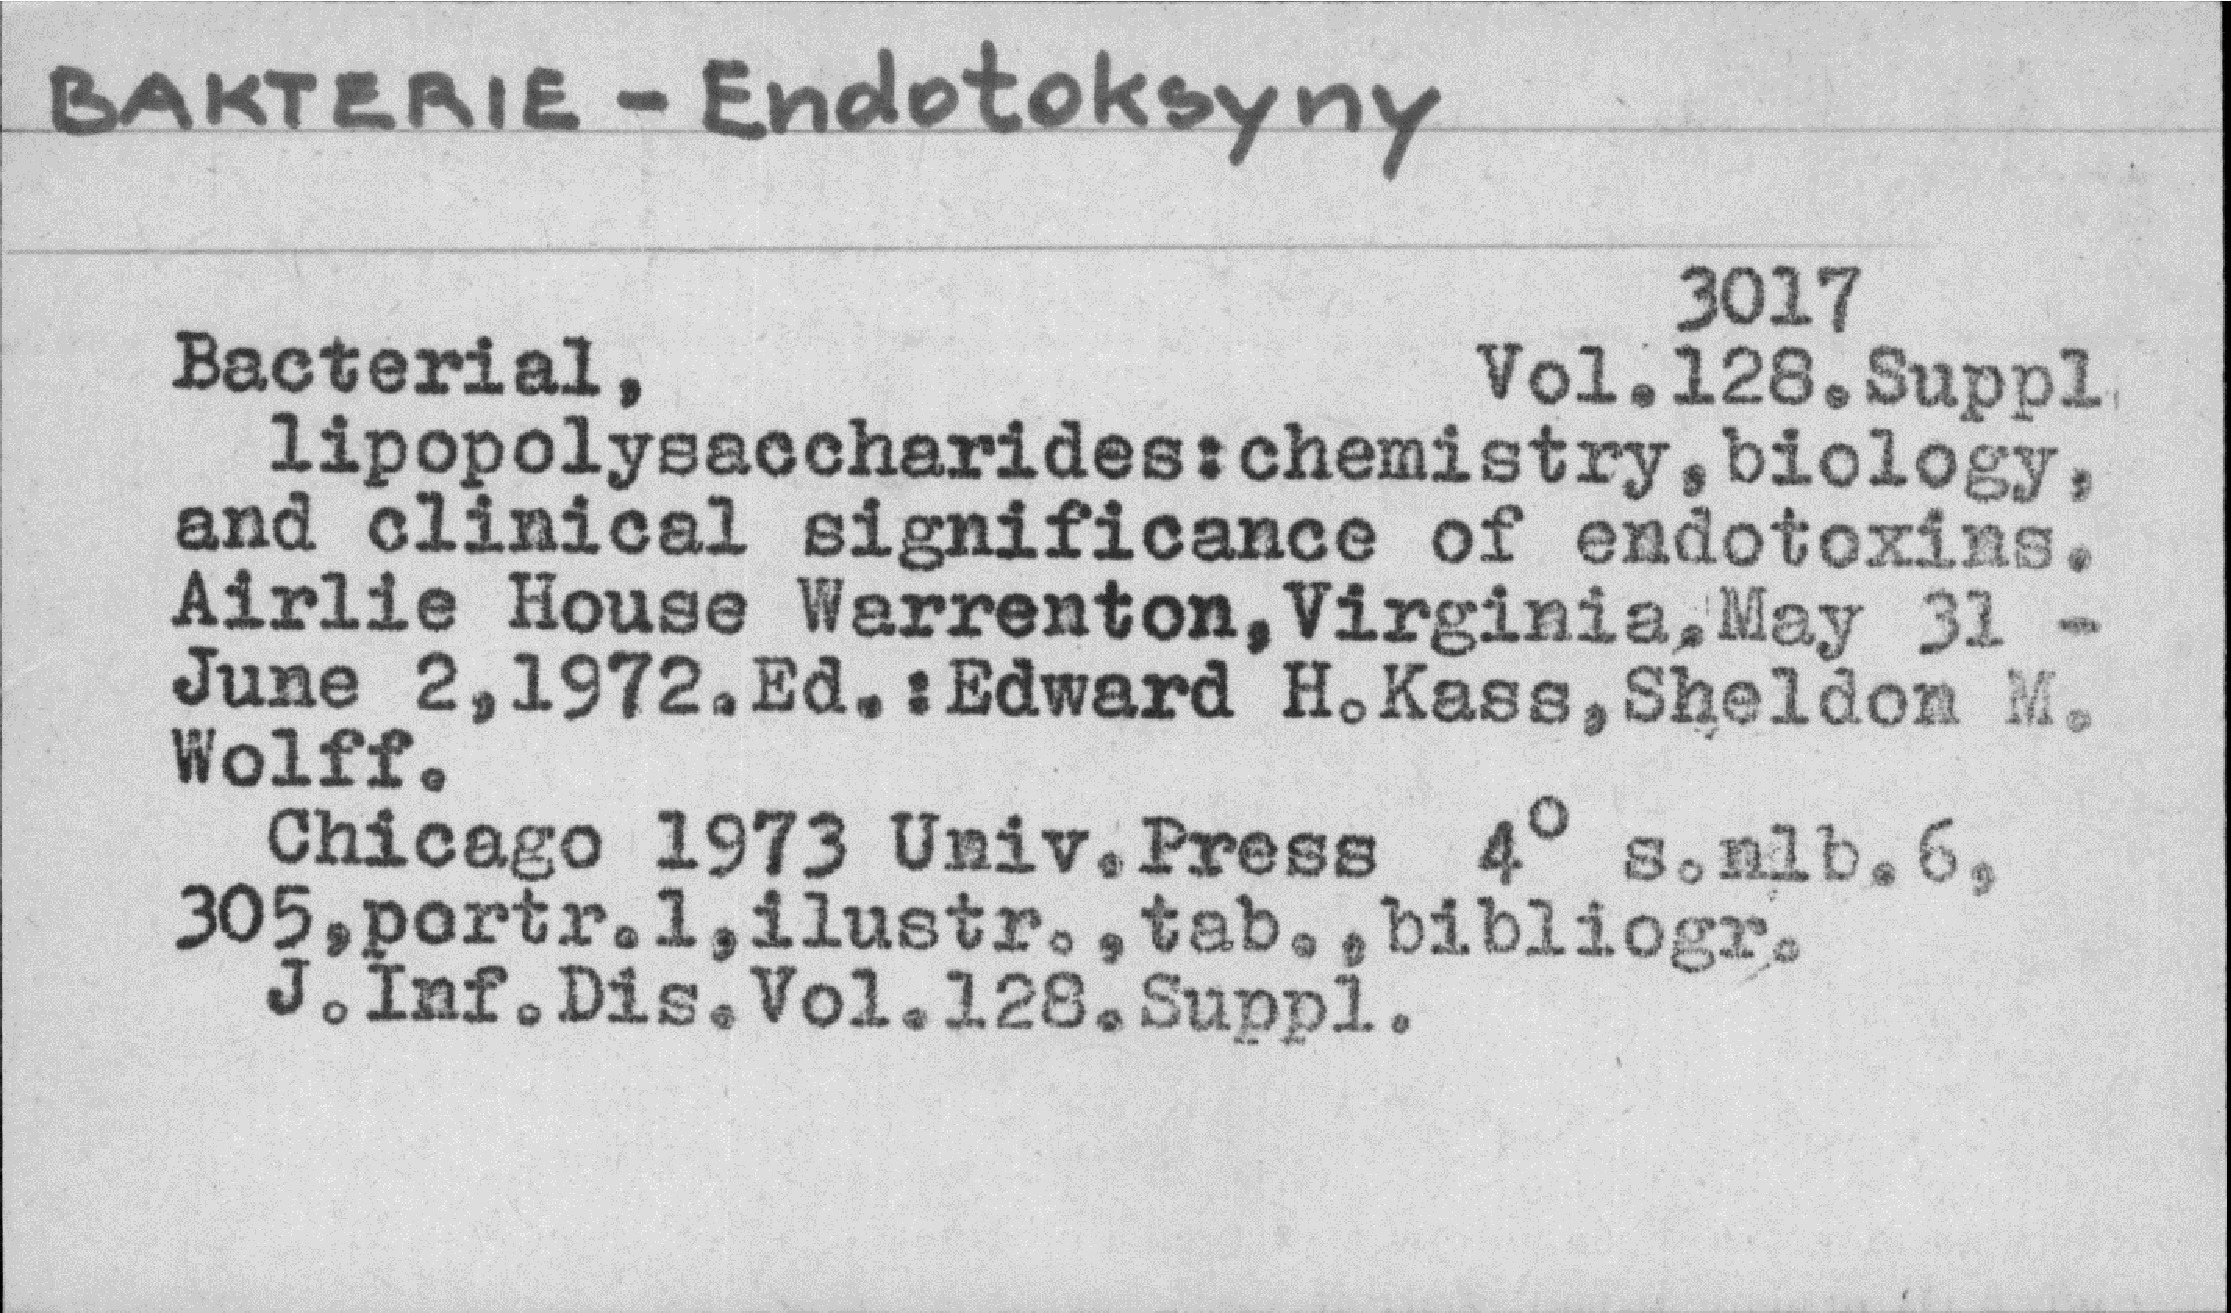 BAKTERIE - Endotoksyny
3017
Bacterial, Vol.128.Suppl
lipopolysaccharides:chemistry,biology,
and clinical significance of endotoxins.
Airlie House Warrenton,Virginia,May 31 -
June 2,1972.Ed.:Edward H.Kass,Sheldon M.
Wolff.
Chicago 1973 Univ.Press 4° s.nlb.6,
305,portr.1,ilustr.,tab.,bibliogr.
J.Inf.Dis.Vol.128.Suppl.